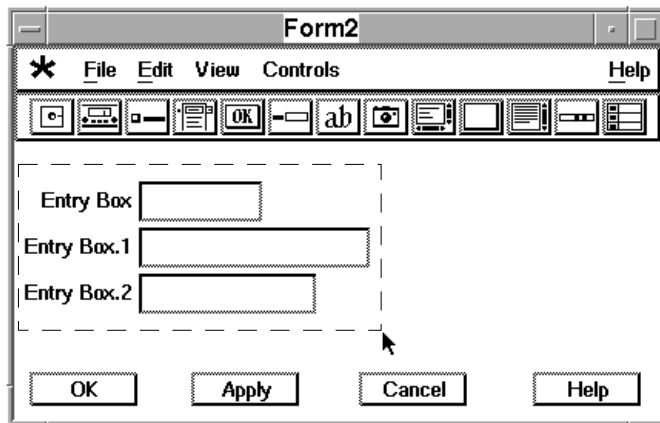 Form2
* File Edit View Controls Help
OK ab
Entry Box
Entry Box.1
Entry Box.2
OK Apply Cancel Help